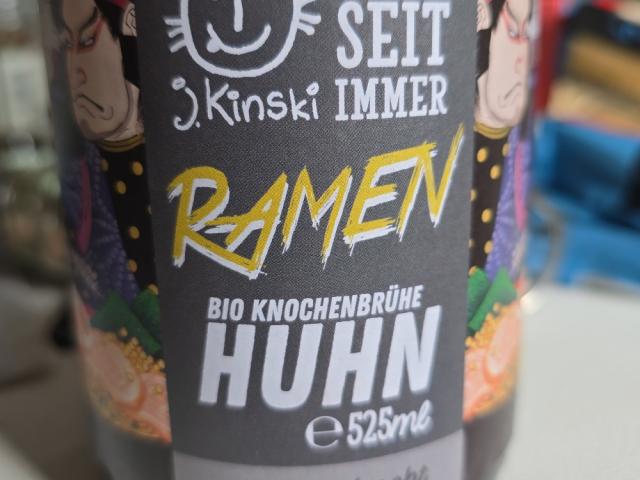 SEIT
IMMER
j. Kinski
RAMEN
BIO KNOCHENBRÜHE
HUHN
℮ 525ml